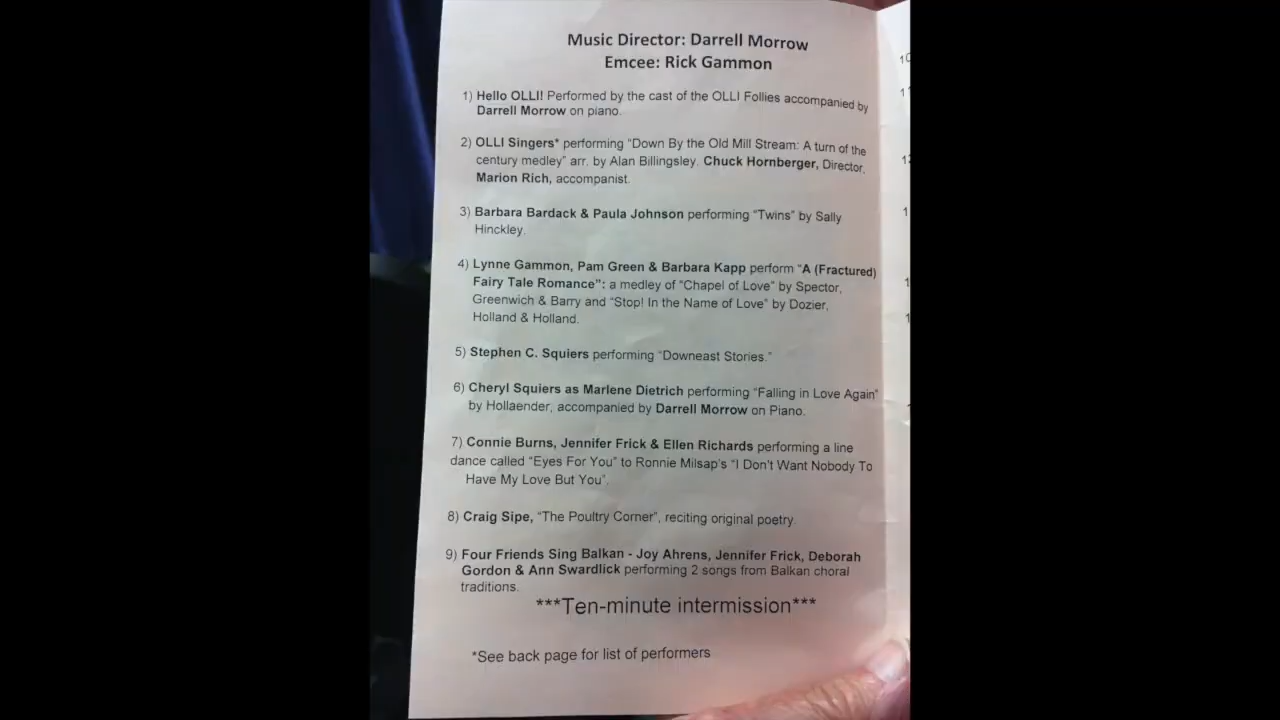 Music Director: Darrell Morrow
Emcee: Rick Gammon
1) Hello OLLI! Performed by the cast of the OLLI Follies accompanied by
Darrell Morrow on piano.
2) OLLI Singers* performing "Down By the Old Mill Stream: A turn of the
century medley" arr. by Alan Billingsley. Chuck Hornberger, Director,
Marion Rich, accompanist.
3) Barbara Bardack & Paula Johnson performing "Twins" by Sally
Hinckley.
4) Lynne Gammon, Pam Green & Barbara Kapp perform "A (Fractured)
Fairy Tale Romance": a medley of "Chapel of Love" by Spector,
Greenwich & Barry and "Stop! In the Name of Love" by Dozier,
Holland & Holland.
5) Stephen C. Squiers performing "Downeast Stories."
6) Cheryl Squiers as Marlene Dietrich performing "Falling in Love Again"
by Hollaender, accompanied by Darrell Morrow on Piano.
7) Connie Burns, Jennifer Frick & Ellen Richards performing a line
dance called "Eyes For You" to Ronnie Milsap's "I Don't Want Nobody To
Have My Love But You".
8) Craig Sipe, "The Poultry Corner", reciting original poetry.
9) Four Friends Sing Balkan - Joy Ahrens, Jennifer Frick, Deborah
Gordon & Ann Swardlick performing 2 songs from Balkan choral
traditions.
***Ten-minute intermission***
*See back page for list of performers